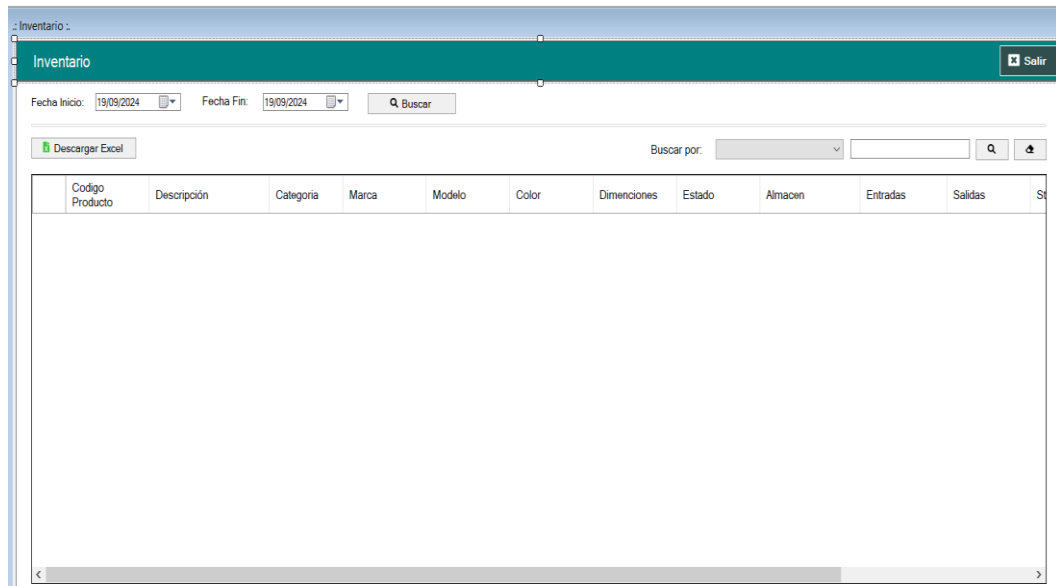 .: Inventario :.
Inventario
Salir
Fecha Inicio: 19/09/2024 Fecha Fin: 19/09/2024 Buscar
Descargar Excel Buscar por:
Codigo Producto Descripción Categoria Marca Modelo Color Dimenciones Estado Almacen Entradas Salidas St